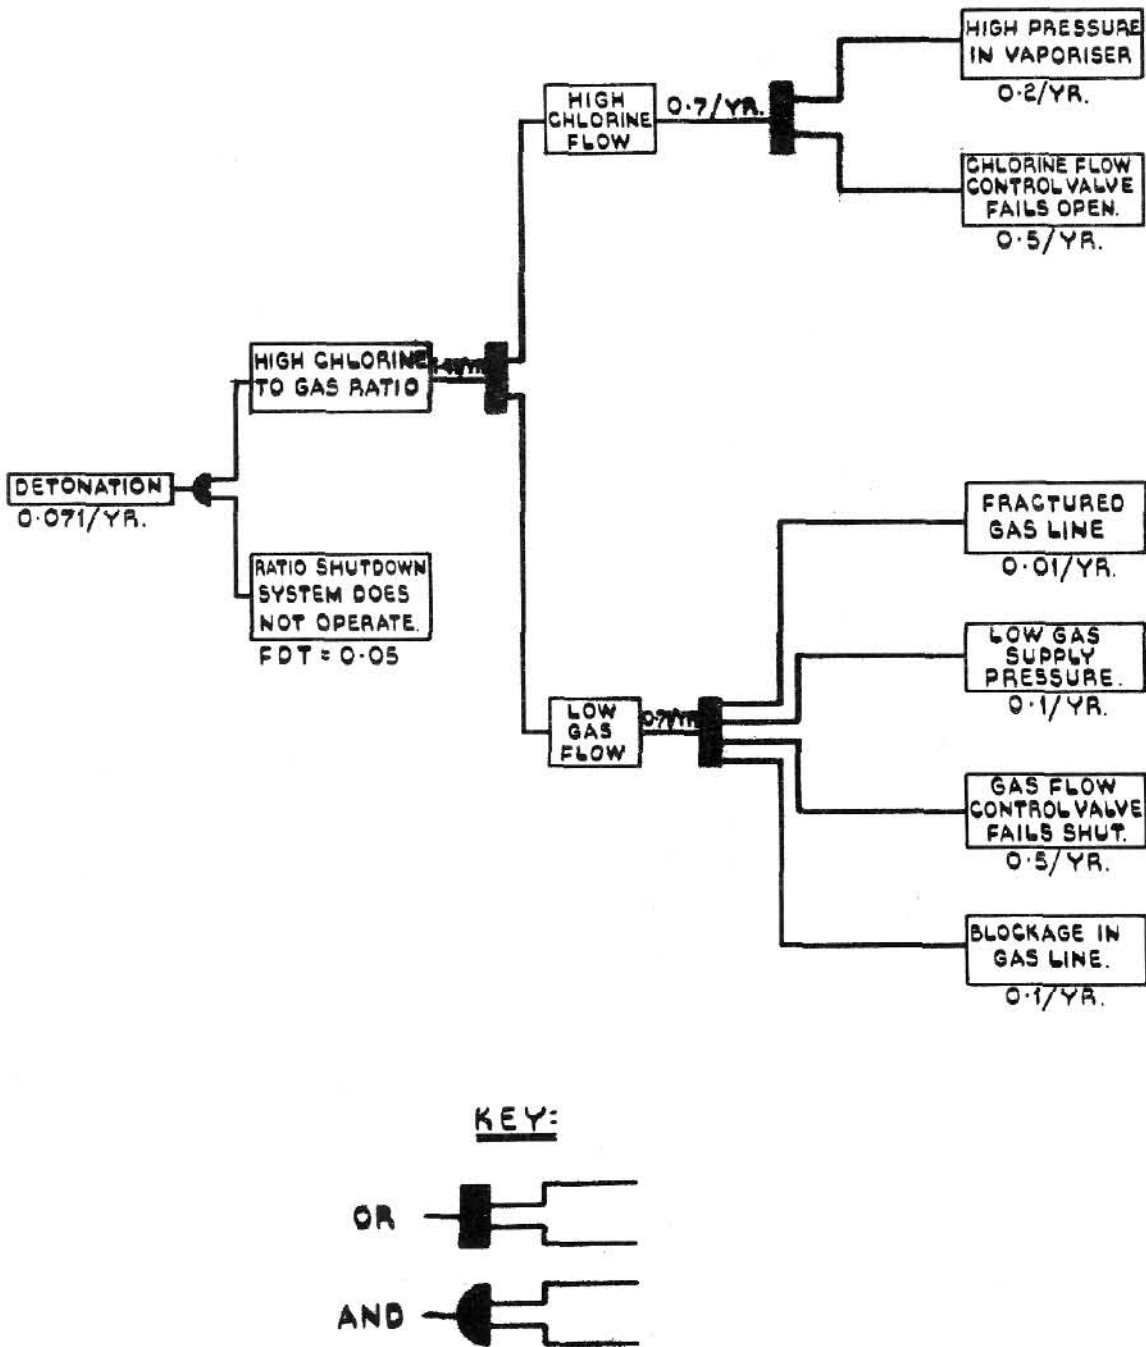 HIGH PRESSURE
IN VAPORISER
0.2/YR.
HIGH
CHLORINE
FLOW
0.7/YR.
CHLORINE FLOW
CONTROL VALVE
FAILS OPEN.
0.5/YR.
HIGH CHLORINE
TO GAS RATIO
DETONATION
0.071/YR.
RATIO SHUTDOWN
SYSTEM DOES
NOT OPERATE.
FDT = 0.05
FRACTURED
GAS LINE
0.01/YR.
LOW GAS
SUPPLY
PRESSURE.
0.1/YR.
LOW
GAS
FLOW
0.71/YR
GAS FLOW
CONTROL VALVE
FAILS SHUT.
0.5/YR.
BLOCKAGE IN
GAS LINE.
0.1/YR.
KEY:
OR
AND